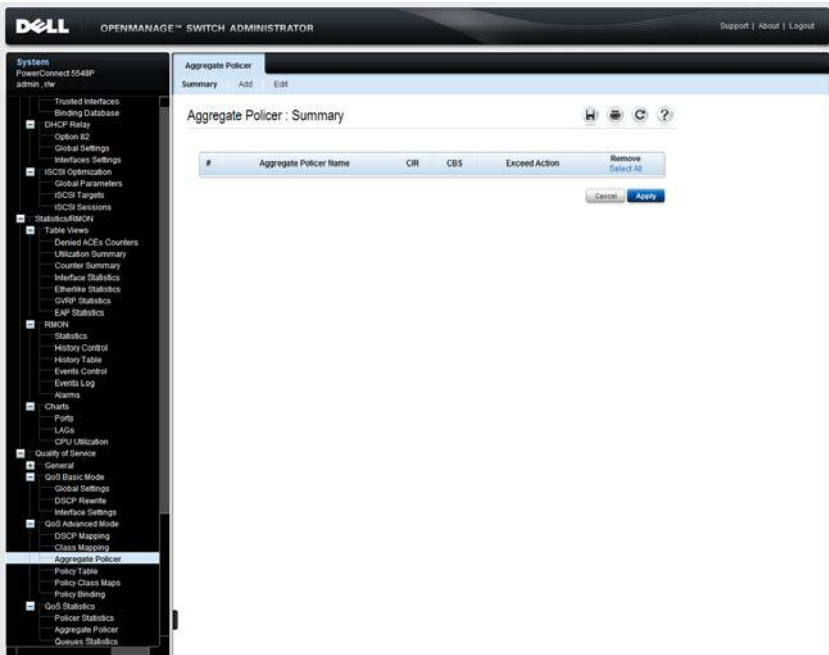 DELL OPENMANAGE™ SWITCH ADMINISTRATOR
Support | About | Logout
System
PowerConnect 5548P
admin , r/w
Trusted Interfaces
Binding Database
DHCP Relay
Option 82
Global Settings
Interfaces Settings
iSCSI Optimization
Global Parameters
iSCSI Targets
iSCSI Sessions
Statistics/RMON
Table Views
Denied ACEs Counters
Utilization Summary
Counter Summary
Interface Statistics
Etherlike Statistics
GVRP Statistics
EAP Statistics
RMON
Statistics
History Control
History Table
Events Control
Events Log
Alarms
Charts
Ports
LAGs
CPU Utilization
Quality of Service
General
QoS Basic Mode
Global Settings
DSCP Rewrite
Interface Settings
QoS Advanced Mode
DSCP Mapping
Class Mapping
Aggregate Policer
Policy Table
Policy Class Maps
Policy Binding
QoS Statistics
Policer Statistics
Aggregate Policer
Queues Statistics
Aggregate Policer
Summary Add Edit
Aggregate Policer : Summary
# Aggregate Policer Name CIR CBS Exceed Action Remove
Select All
Cancel Apply